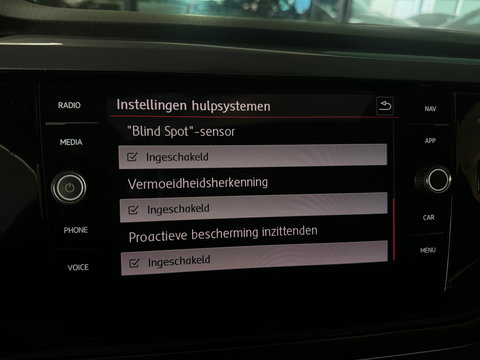 RADIO
MEDIA
PHONE
VOICE
Instellingen hulpsystemen
"Blind Spot"-sensor
Ingeschakeld
Vermoeidheidsherkenning
Ingeschakeld
Proactieve bescherming inzittenden
Ingeschakeld
NAV
APP
CAR
MENU